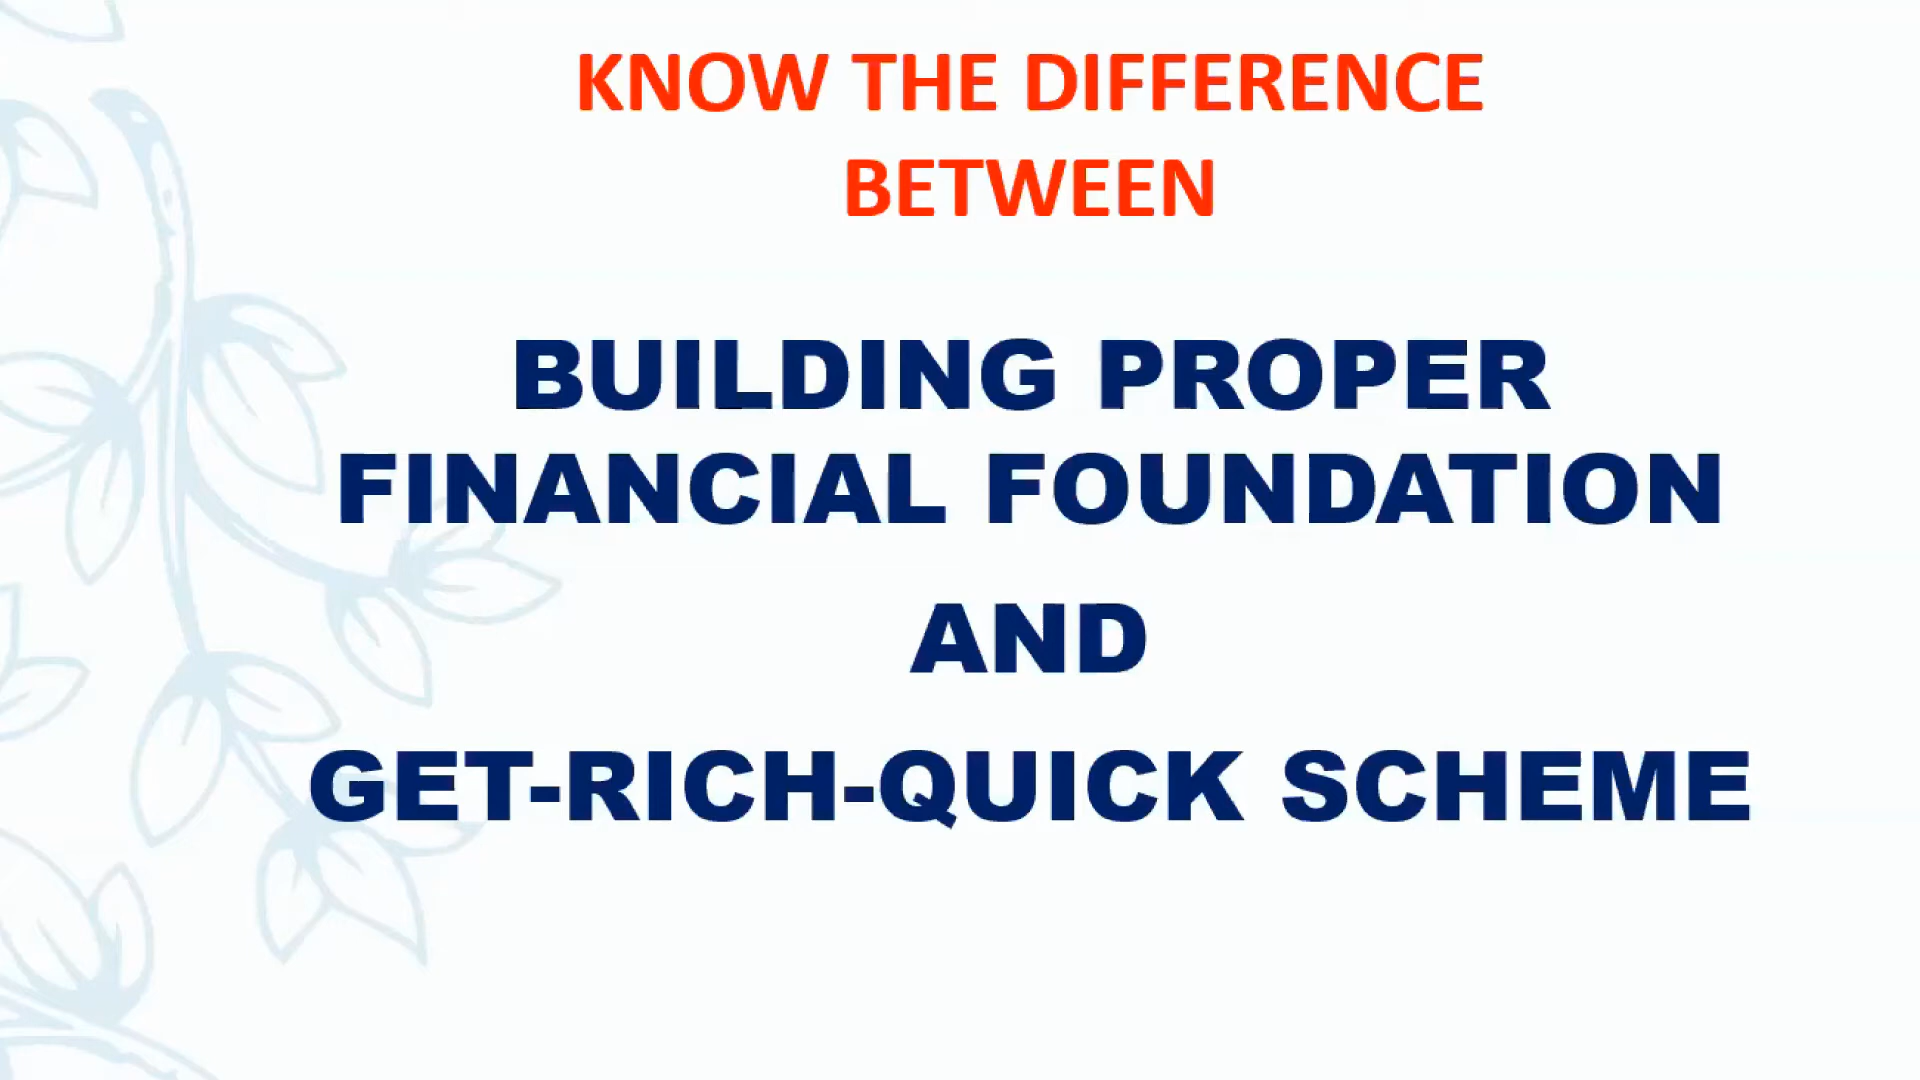 KNOW THE DIFFERENCE
BETWEEN
BUILDING PROPER
FINANCIAL FOUNDATION
AND
GET-RICH-QUICK SCHEME